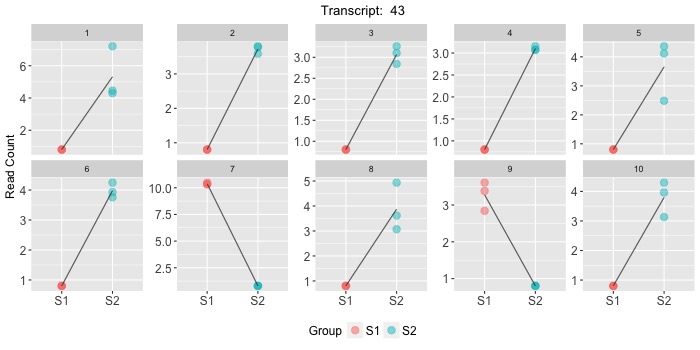 Transcript: 43
1 2 3 4 5
6 4 2
3 2 1
3.0 2.5 2.0 1.5 1.0
3.0 2.5 2.0 1.5 1.0
4 3 2 1
Read Count
6 7 8 9 10
4 3 2 1
10.0 7.5 5.0 2.5
5 4 3 2 1
3 2 1
4 3 2 1
S1 S2 S1 S2 S1 S2 S1 S2 S1 S2
Group S1 S2